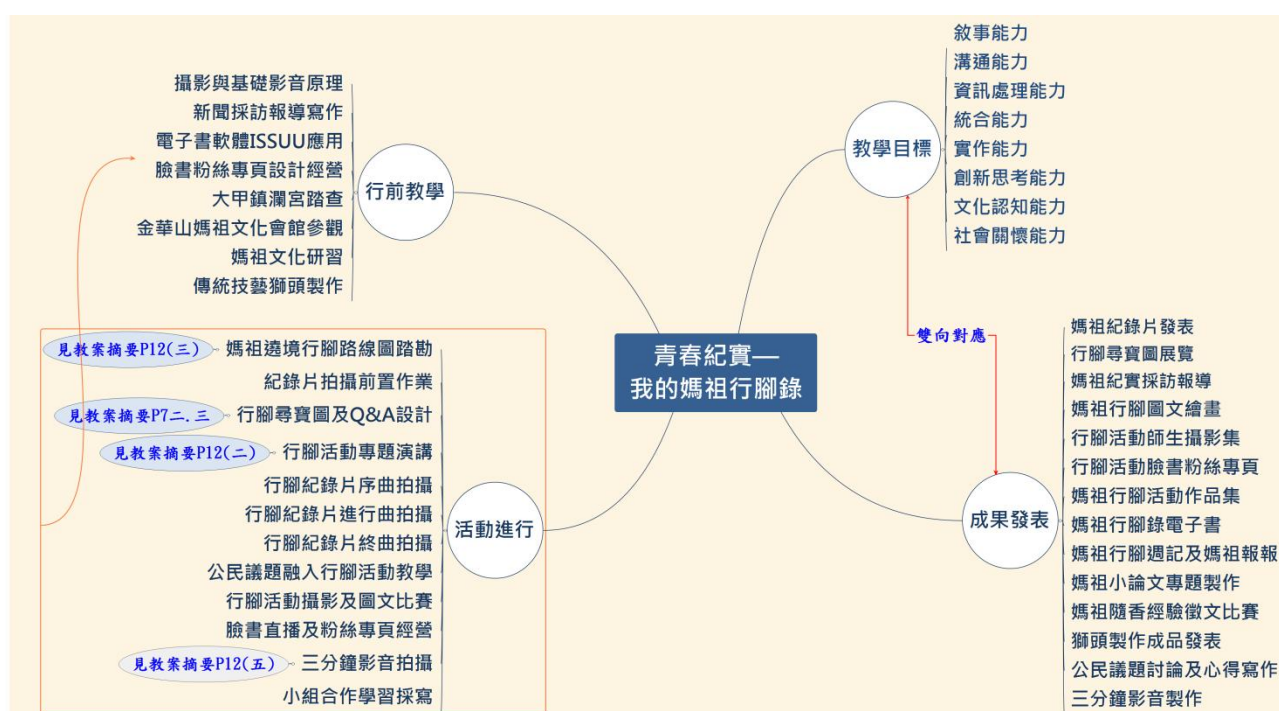 青春紀實—
我的媽祖行腳錄
行前教學
攝影與基礎影音原理
新聞採訪報導寫作
電子書軟體ISSUU應用
臉書粉絲專頁設計經營
大甲鎮瀾宮踏查
金華山媽祖文化會館參觀
媽祖文化研習
傳統技藝獅頭製作
活動進行
見教案摘要P12(三)
媽祖遶境行腳路線圖踏勘
紀錄片拍攝前置作業
見教案摘要P7二.三
行腳尋寶圖及Q&A設計
見教案摘要P12(二)
行腳活動專題演講
行腳紀錄片序曲拍攝
行腳紀錄片進行曲拍攝
行腳紀錄片終曲拍攝
公民議題融入行腳活動教學
行腳活動攝影及圖文比賽
臉書直播及粉絲專頁經營
見教案摘要P12(五)
三分鐘影音拍攝
小組合作學習採寫
教學目標
敘事能力
溝通能力
資訊處理能力
統合能力
實作能力
創新思考能力
文化認知能力
社會關懷能力
雙向對應
成果發表
媽祖紀錄片發表
行腳尋寶圖展覽
媽祖紀實採訪報導
媽祖行腳圖文繪畫
行腳活動師生攝影集
行腳活動臉書粉絲專頁
媽祖行腳活動作品集
媽祖行腳錄電子書
媽祖行腳週記及媽祖報報
媽祖小論文專題製作
媽祖隨香經驗徵文比賽
獅頭製作成品發表
公民議題討論及心得寫作
三分鐘影音製作